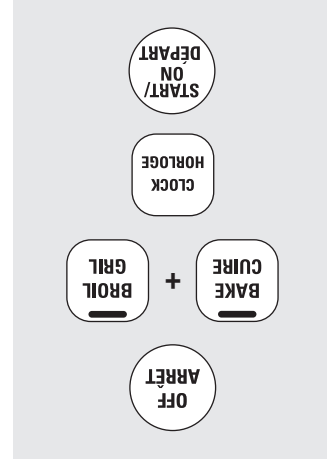 OFF
ARRÊT
BAKE
CUIRE
+
BROIL
GRIL
CLOCK
HORLOGE
START/
ON
DÉPART